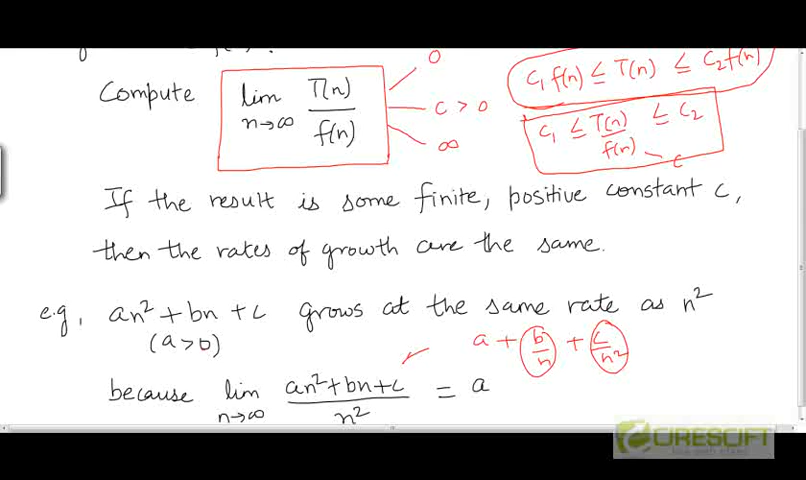 0
c₁ f(n) ≤ T(n) ≤ c₂ f(n)
Compute lim n→∞ T(n) / f(n) c > 0
c₁ ≤ T(n) / f(n) ≤ c₂
∞
c
If the result is some finite, positive constant c,
then the rates of growth are the same.
e.g, an² + bn + c grows at the same rate as n²
(a > 0)
a + b/n + c/n²
because lim n→∞ an² + bn + c / n² = a